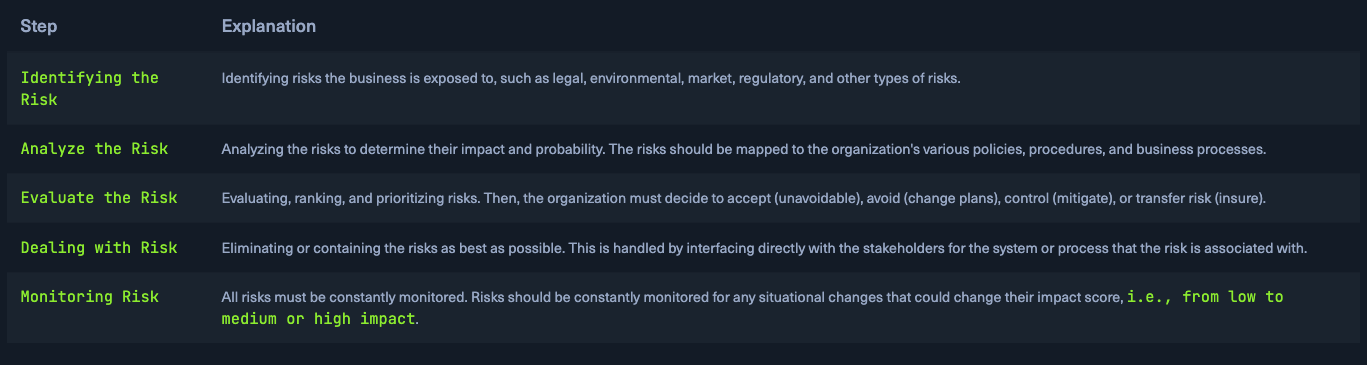 Step Explanation
Identifying the Identifying risks the business is exposed to, such as legal, environmental, market, regulatory, and other types of risks.
Risk
Analyze the Risk Analyzing the risks to determine their impact and probability. The risks should be mapped to the organization's various policies, procedures, and business processes.
Evaluate the Risk Evaluating, ranking, and prioritizing risks. Then, the organization must decide to accept (unavoidable), avoid (change plans), control (mitigate), or transfer risk (insure).
Dealing with Risk Eliminating or containing the risks as best as possible. This is handled by interfacing directly with the stakeholders for the system or process that the risk is associated with.
Monitoring Risk All risks must be constantly monitored. Risks should be constantly monitored for any situational changes that could change their impact score, i.e., from low to
medium or high impact.